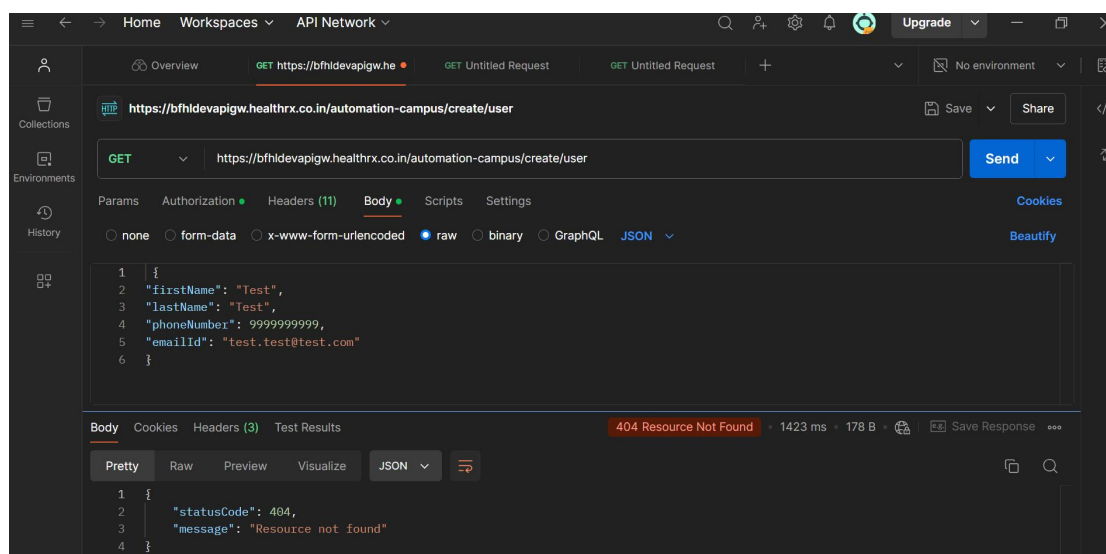 Home Workspaces API Network Upgrade
Overview GET https://bfhldevapigw.he GET Untitled Request GET Untitled Request No environment
HTTP https://bfhldevapigw.healthrx.co.in/automation-campus/create/user Save Share
Collections
GET https://bfhldevapigw.healthrx.co.in/automation-campus/create/user Send
Environments
Params Authorization Headers (11) Body Scripts Settings Cookies
History
none form-data x-www-form-urlencoded raw binary GraphQL JSON Beautify
1 {
2 "firstName": "Test",
3 "lastName": "Test",
4 "phoneNumber": 9999999999,
5 "emailId": "test.test@test.com"
6 }
Body Cookies Headers (3) Test Results 404 Resource Not Found 1423 ms 178 B e.g. Save Response
Pretty Raw Preview Visualize JSON
1 {
2 "statusCode": 404,
3 "message": "Resource not found"
4 }